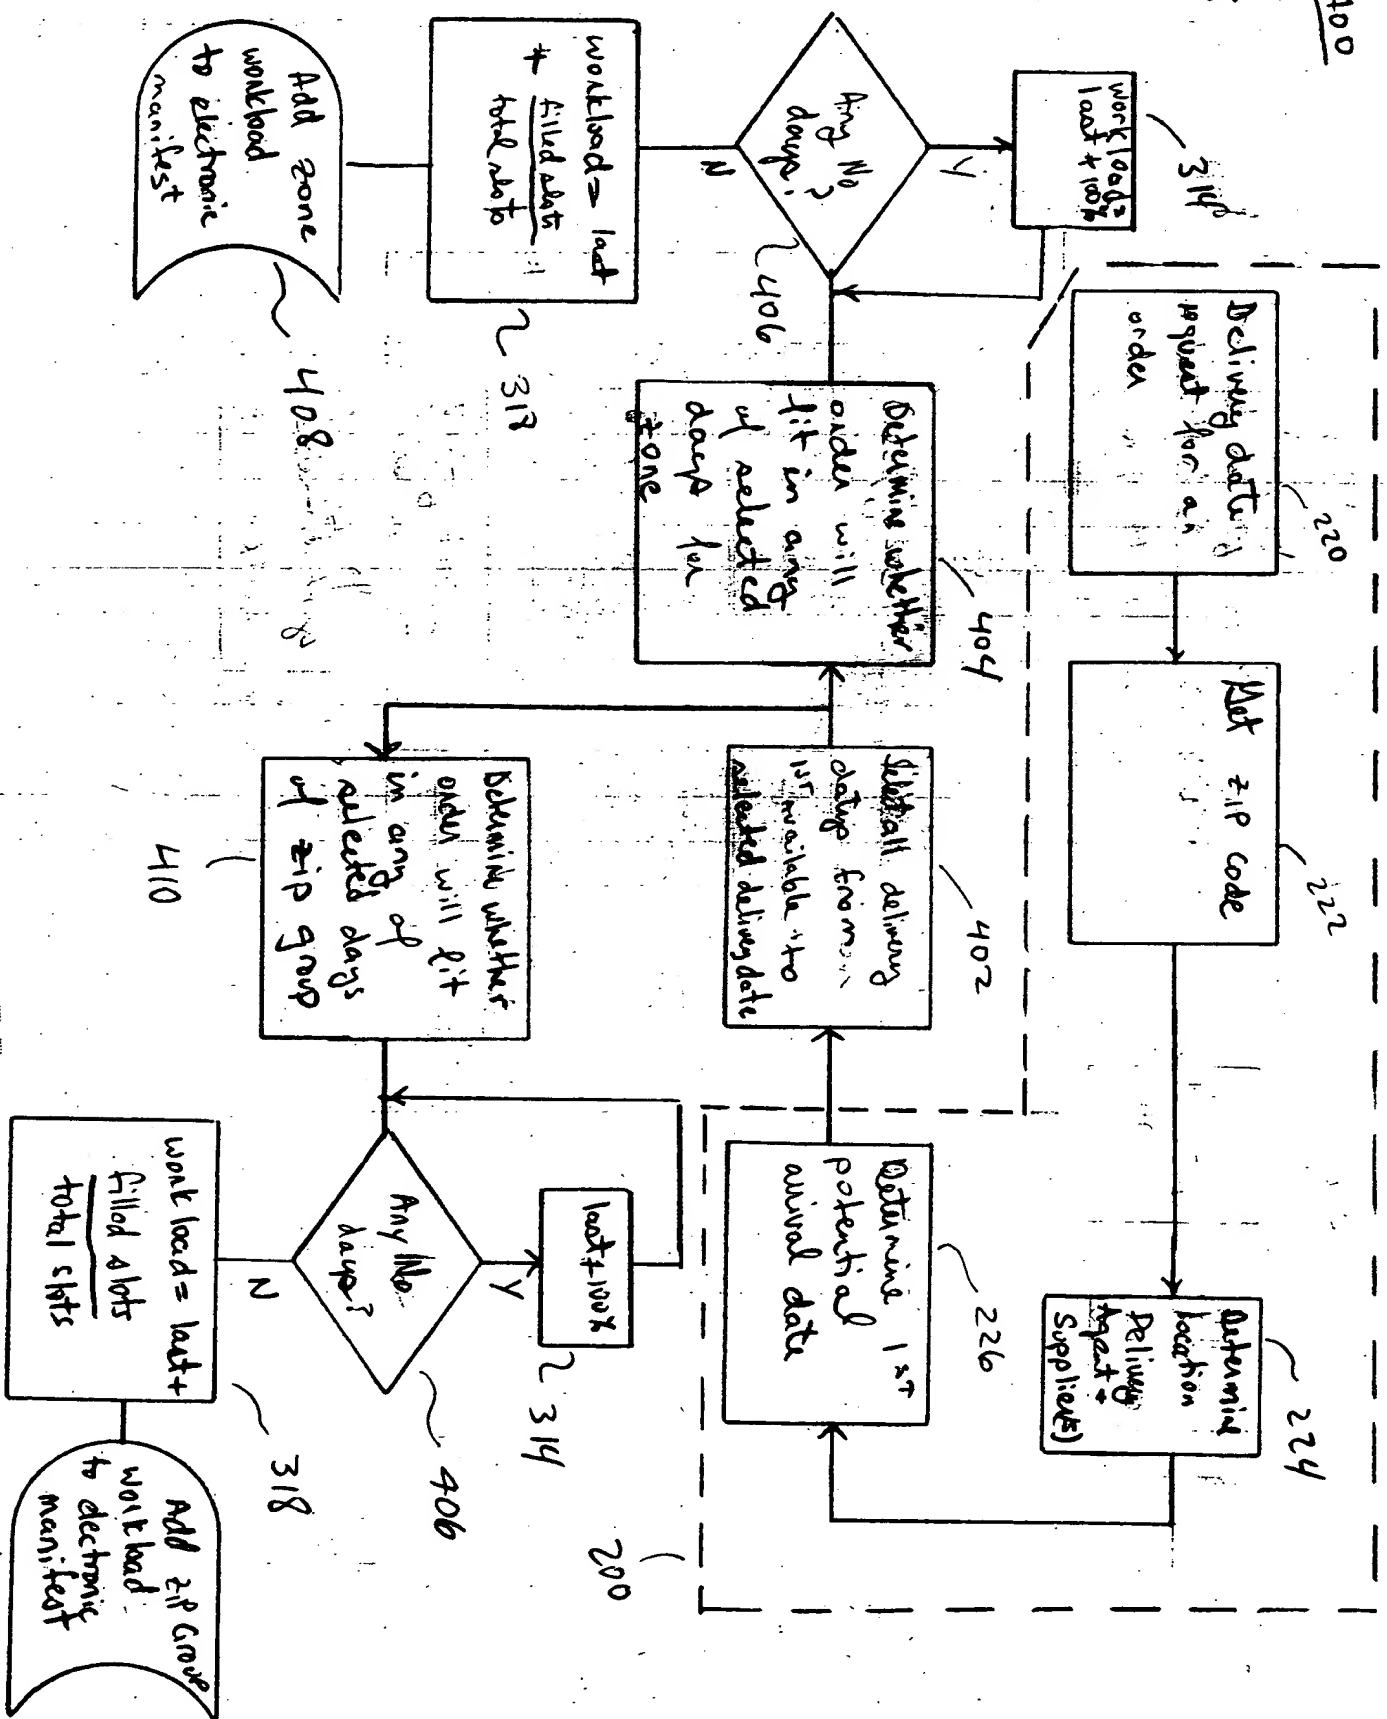 400
Delivery date
request for an
order
220
Get zip code
222
Determine
location
Delivery
Agent +
Supplier(s)
224
Determine 1st
potential
arrival date
226
200
Select all delivery
days from
1st available to
selected delivery date
402
Determine whether
order will
fit in any
of selected
days for
zone
404
Any No
days?
406
Y
N
workload=
last + 100%
314
workload = last
+ filled slots
total slots
318
Add zone
workload
to electronic
manifest
408
Determine whether
order will fit
in any of
selected days
of zip group
410
Any No
days?
406
Y
N
last+100%
314
workload = last+
filled slots
total slots
318
Add zip Group
workload
to electronic
manifest